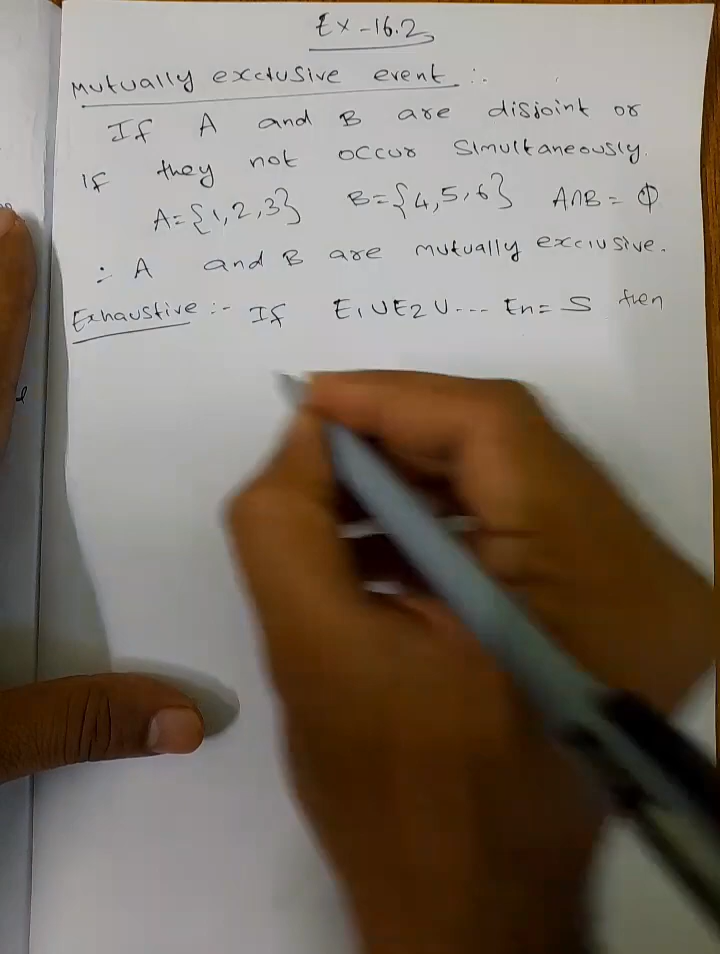 Ex-16.2
Mutually exclusive event :.
If A and B are disjoint or
if they not occur simultaneously.
A={1,2,3} B={4,5,6} A∩B = Φ
∴ A and B are mutually exclusive.
Exhaustive :- If E1∪E2∪... En = S then